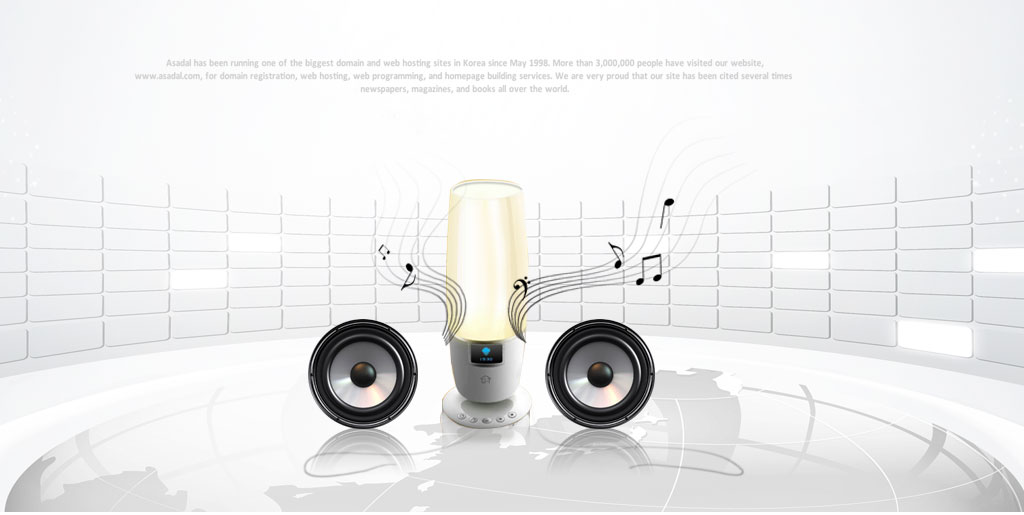 Asadal has been running one of the biggest domain and web hosting sites in Korea since May 1998. More than 3,000,000 people have visited our website,
www.asadal.com, for domain registration, web hosting, web programming, and homepage building services. We are very proud that our site has been cited several times
newspapers, magazines, and books all over the world.